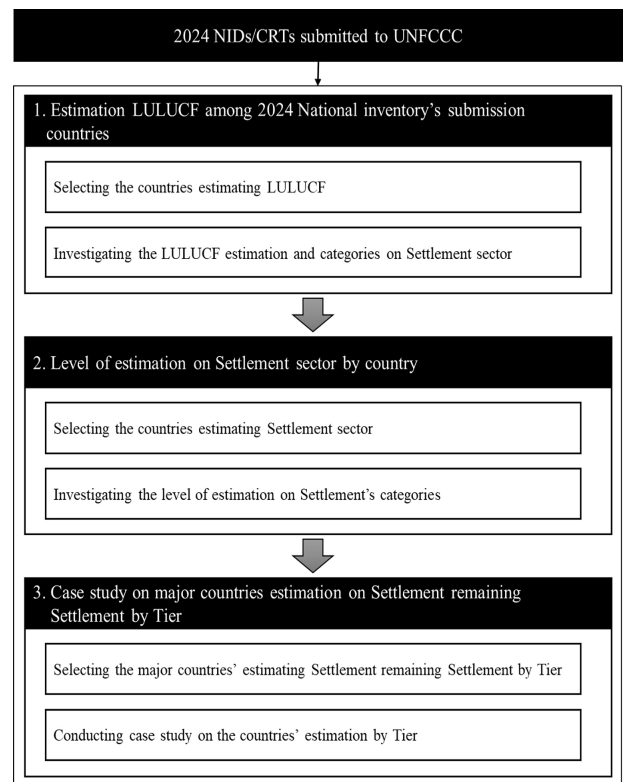 2024 NIDs/CRTs submitted to UNFCCC
1. Estimation LULUCF among 2024 National inventory's submission
countries
Selecting the countries estimating LULUCF
Investigating the LULUCF estimation and categories on Settlement sector
2. Level of estimation on Settlement sector by country
Selecting the countries estimating Settlement sector
Investigating the level of estimation on Settlement's categories
3. Case study on major countries estimation on Settlement remaining
Settlement by Tier
Selecting the major countries' estimating Settlement remaining Settlement by Tier
Conducting case study on the countries' estimation by Tier